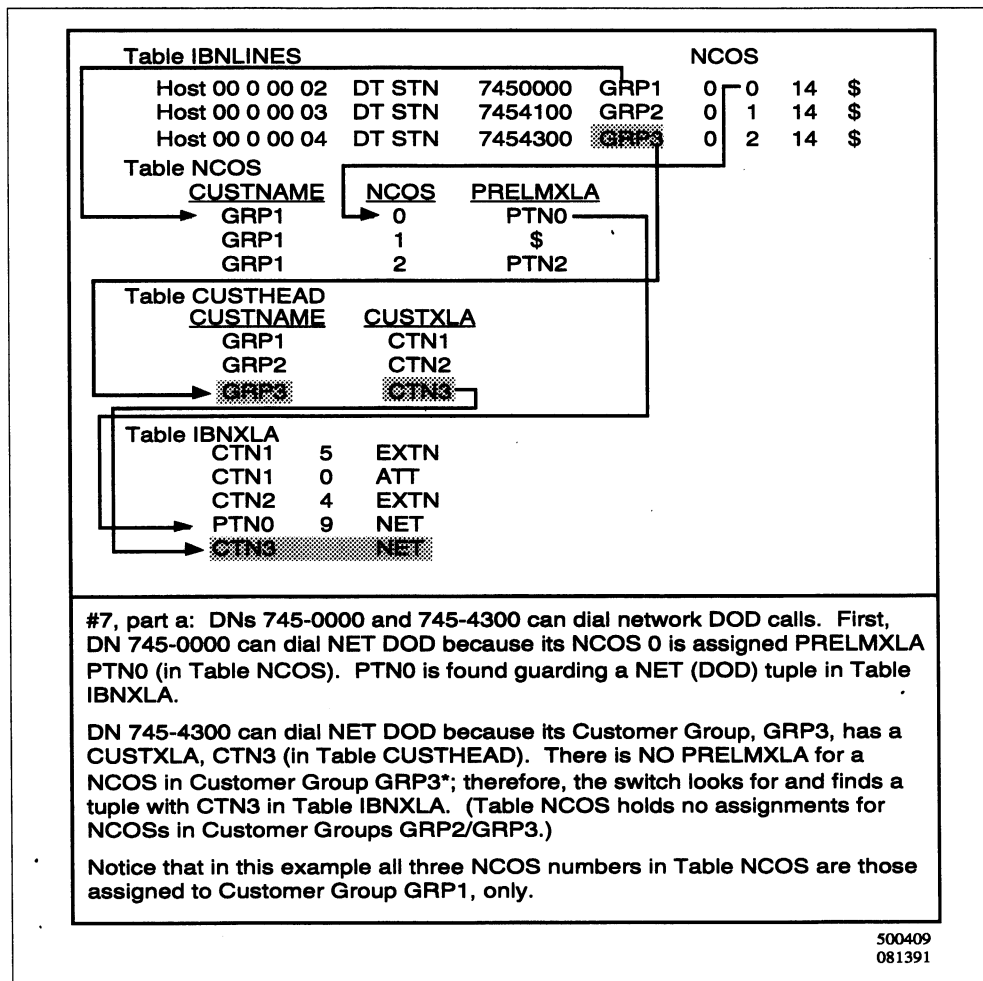 Table IBNLINES NCOS
Host 00 0 00 02 DT STN 7450000 GRP1 0 0 14 $
Host 00 0 00 03 DT STN 7454100 GRP2 0 1 14 $
Host 00 0 00 04 DT STN 7454300 GRP3 0 2 14 $
Table NCOS
CUSTNAME NCOS PRELMXLA
GRP1 0 PTN0
GRP1 1 $
GRP1 2 PTN2
Table CUSTHEAD
CUSTNAME CUSTXLA
GRP1 CTN1
GRP2 CTN2
GRP3 CTN3
Table IBNXLA
CTN1 5 EXTN
CTN1 0 ATT
CTN2 4 EXTN
PTN0 9 NET
CTN3 NET
#7, part a: DNs 745-0000 and 745-4300 can dial network DOD calls. First,
DN 745-0000 can dial NET DOD because its NCOS 0 is assigned PRELMXLA
PTN0 (in Table NCOS). PTN0 is found guarding a NET (DOD) tuple in Table
IBNXLA.
DN 745-4300 can dial NET DOD because its Customer Group, GRP3, has a
CUSTXLA, CTN3 (in Table CUSTHEAD). There is NO PRELMXLA for a
NCOS in Customer Group GRP3*; therefore, the switch looks for and finds a
tuple with CTN3 in Table IBNXLA. (Table NCOS holds no assignments for
NCOSs in Customer Groups GRP2/GRP3.)
Notice that in this example all three NCOS numbers in Table NCOS are those
assigned to Customer Group GRP1, only.
500409
081391